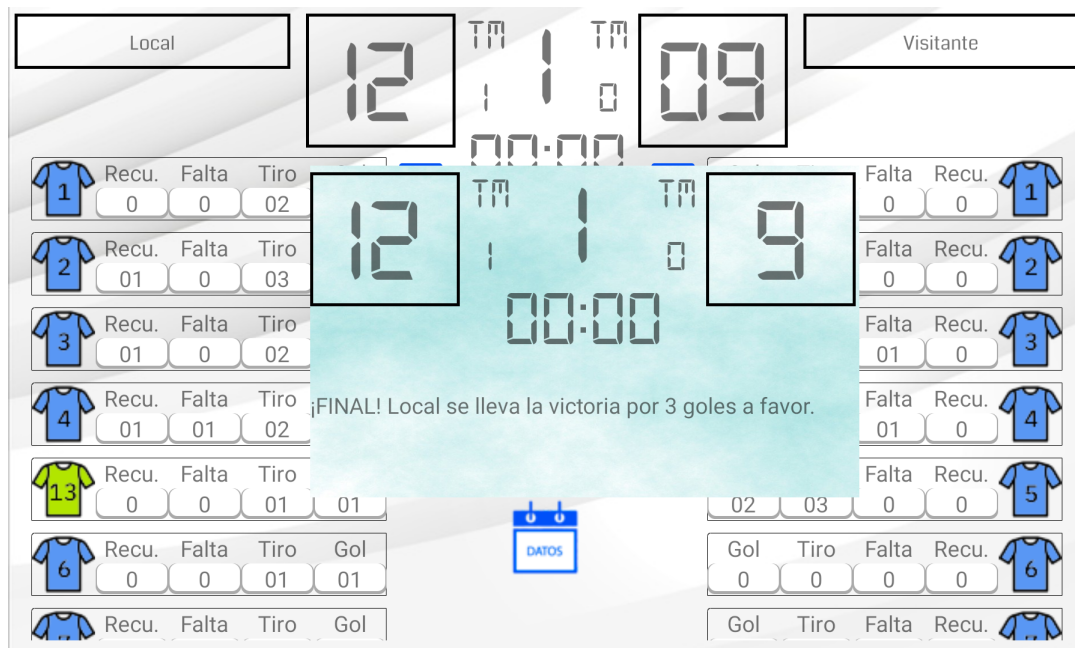 Local
12
TM
1
TM
1
0
09
Visitante
00:00
1
Recu. Falta Tiro
0 0 02
Falta Recu.
0 0
1
2
Recu. Falta Tiro
01 0 03
Falta Recu.
0 0
2
3
Recu. Falta Tiro
01 0 02
Falta Recu.
01 0
3
4
Recu. Falta Tiro
01 01 02
Falta Recu.
01 0
4
12
TM
1
TM
1
0
9
00:00
¡FINAL! Local se lleva la victoria por 3 goles a favor.
13
Recu. Falta Tiro
0 0 01 01
Falta Recu.
02 03 0 0
5
DATOS
6
Recu. Falta Tiro Gol
0 0 01 01
Gol Tiro Falta Recu.
0 0 0 0
6
Recu. Falta Tiro Gol
Gol Tiro Falta Recu.